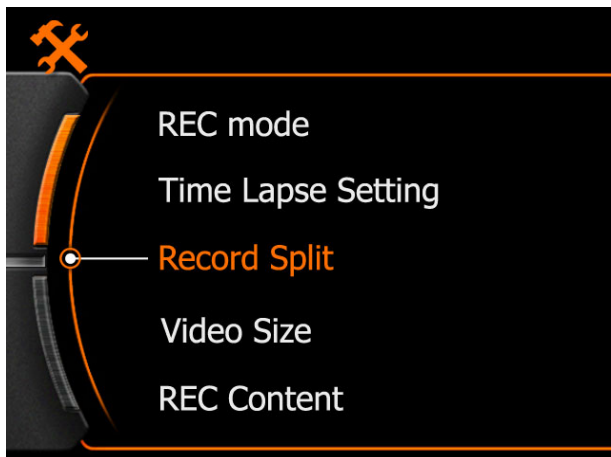 REC mode
Time Lapse Setting
Record Split
Video Size
REC Content